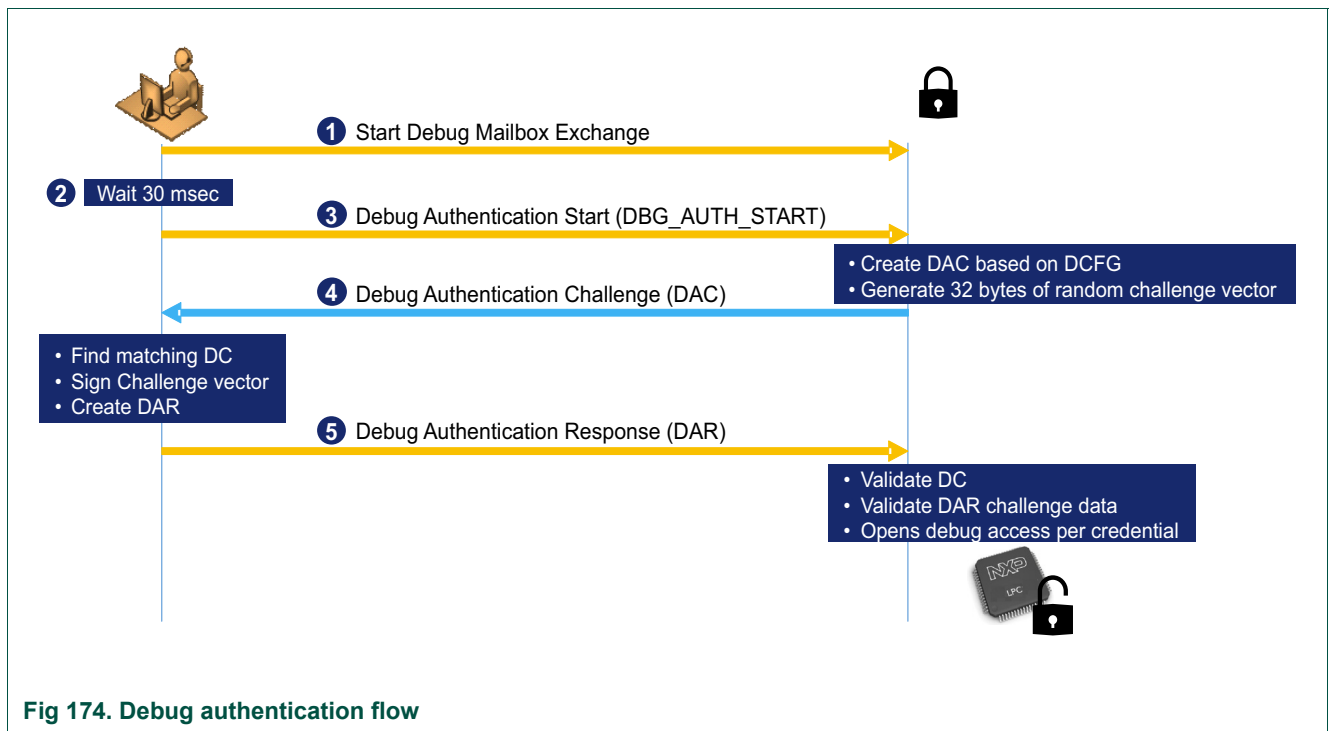 1 Start Debug Mailbox Exchange
2 Wait 30 msec
3 Debug Authentication Start (DBG_AUTH_START)
• Create DAC based on DCFG
• Generate 32 bytes of random challenge vector
4 Debug Authentication Challenge (DAC)
• Find matching DC
• Sign Challenge vector
• Create DAR
5 Debug Authentication Response (DAR)
• Validate DC
• Validate DAR challenge data
• Opens debug access per credential
NXP
LPC
Fig 174. Debug authentication flow